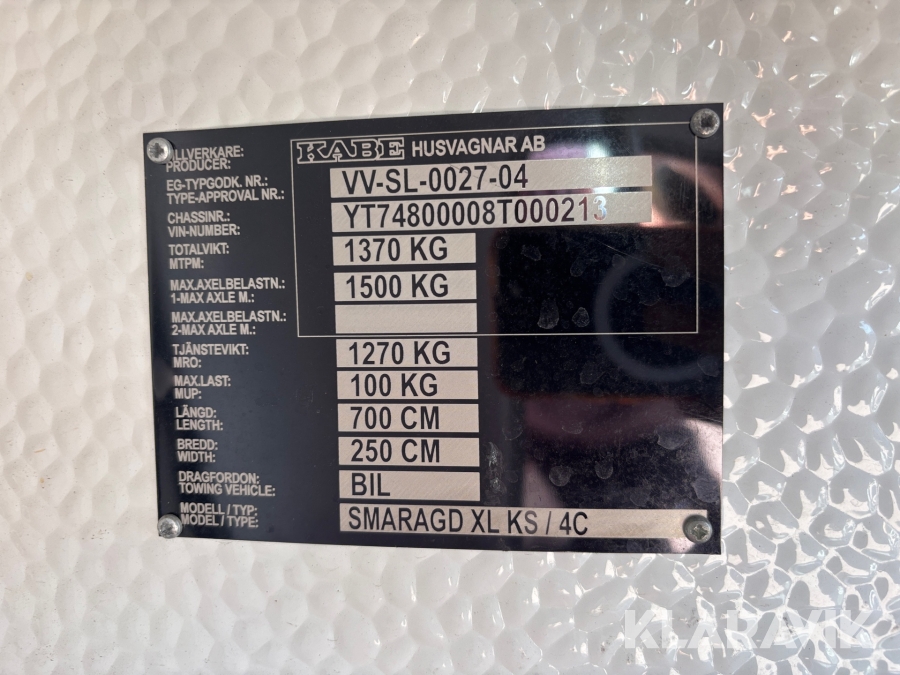 TILLVERKARE:
PRODUCER:
KABE HUSVAGNAR AB
EG-TYPGODK. NR.:
TYPE-APPROVAL NR.:
VV-SL-0027-04
CHASSINR.:
VIN-NUMBER:
YT74800008T000213
TOTALVIKT:
MTPM:
1370 KG
MAX.AXELBELASTN.:
1-MAX AXLE M.:
1500 KG
MAX.AXELBELASTN.:
2-MAX AXLE M.:
TJÄNSTEVIKT:
MRO:
1270 KG
MAX.LAST:
MUP:
100 KG
LÄNGD:
LENGTH:
700 CM
BREDD:
WIDTH:
250 CM
DRAGFORDON:
TOWING VEHICLE:
BIL
MODELL / TYP:
MODEL / TYPE:
SMARAGD XL KS / 4C
KLARAVIK